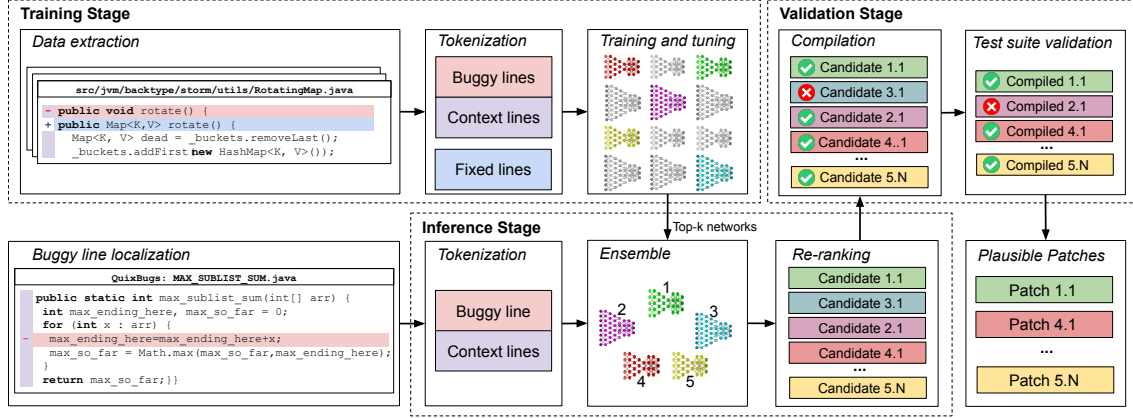 Training Stage
Data extraction
src/jvm/backtype/storm/utils/RotatingMap.java
- public void rotate() {
+ public Map<K,V> rotate() {
Map<K, V> dead = _buckets.removeLast();
_buckets.addFirst(new HashMap<K, V>());
Tokenization
Buggy lines
Context lines
Fixed lines
Training and tuning
Top-k networks
Validation Stage
Compilation
Candidate 1.1
Candidate 3.1
Candidate 2.1
Candidate 4..1
...
Candidate 5.N
Test suite validation
Compiled 1.1
Compiled 2.1
Compiled 4.1
...
Compiled 5.N
Buggy line localization
QuixBugs: MAX_SUBLIST_SUM.java
public static int max_sublist_sum(int[] arr) {
int max_ending_here, max_so_far = 0;
for (int x : arr) {
- max_ending_here=max_ending_here+x;
max_so_far = Math.max(max_so_far,max_ending_here);
}
return max_so_far;}}
Inference Stage
Tokenization
Buggy line
Context lines
Ensemble
1
2
3
4
5
Re-ranking
Candidate 1.1
Candidate 3.1
Candidate 2.1
Candidate 4.1
...
Candidate 5.N
Plausible Patches
Patch 1.1
Patch 4.1
...
Patch 5.N